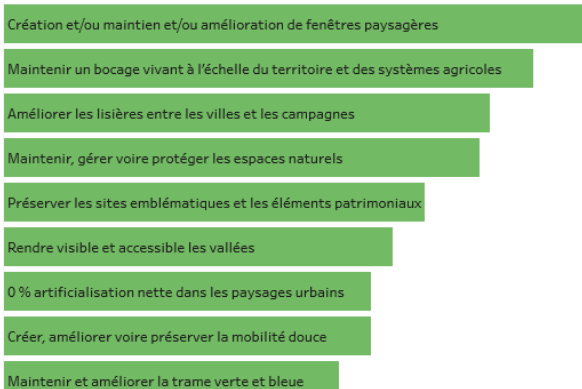 Création et/ou maintien et/ou amélioration de fenêtres paysagères
Maintenir un bocage vivant à l'échelle du territoire et des systèmes agricoles
Améliorer les lisières entre les villes et les campagnes
Maintenir, gérer voire protéger les espaces naturels
Préserver les sites emblématiques et les éléments patrimoniaux
Rendre visible et accessible les vallées
0 % artificialisation nette dans les paysages urbains
Créer, améliorer voire préserver la mobilité douce
Maintenir et améliorer la trame verte et bleue